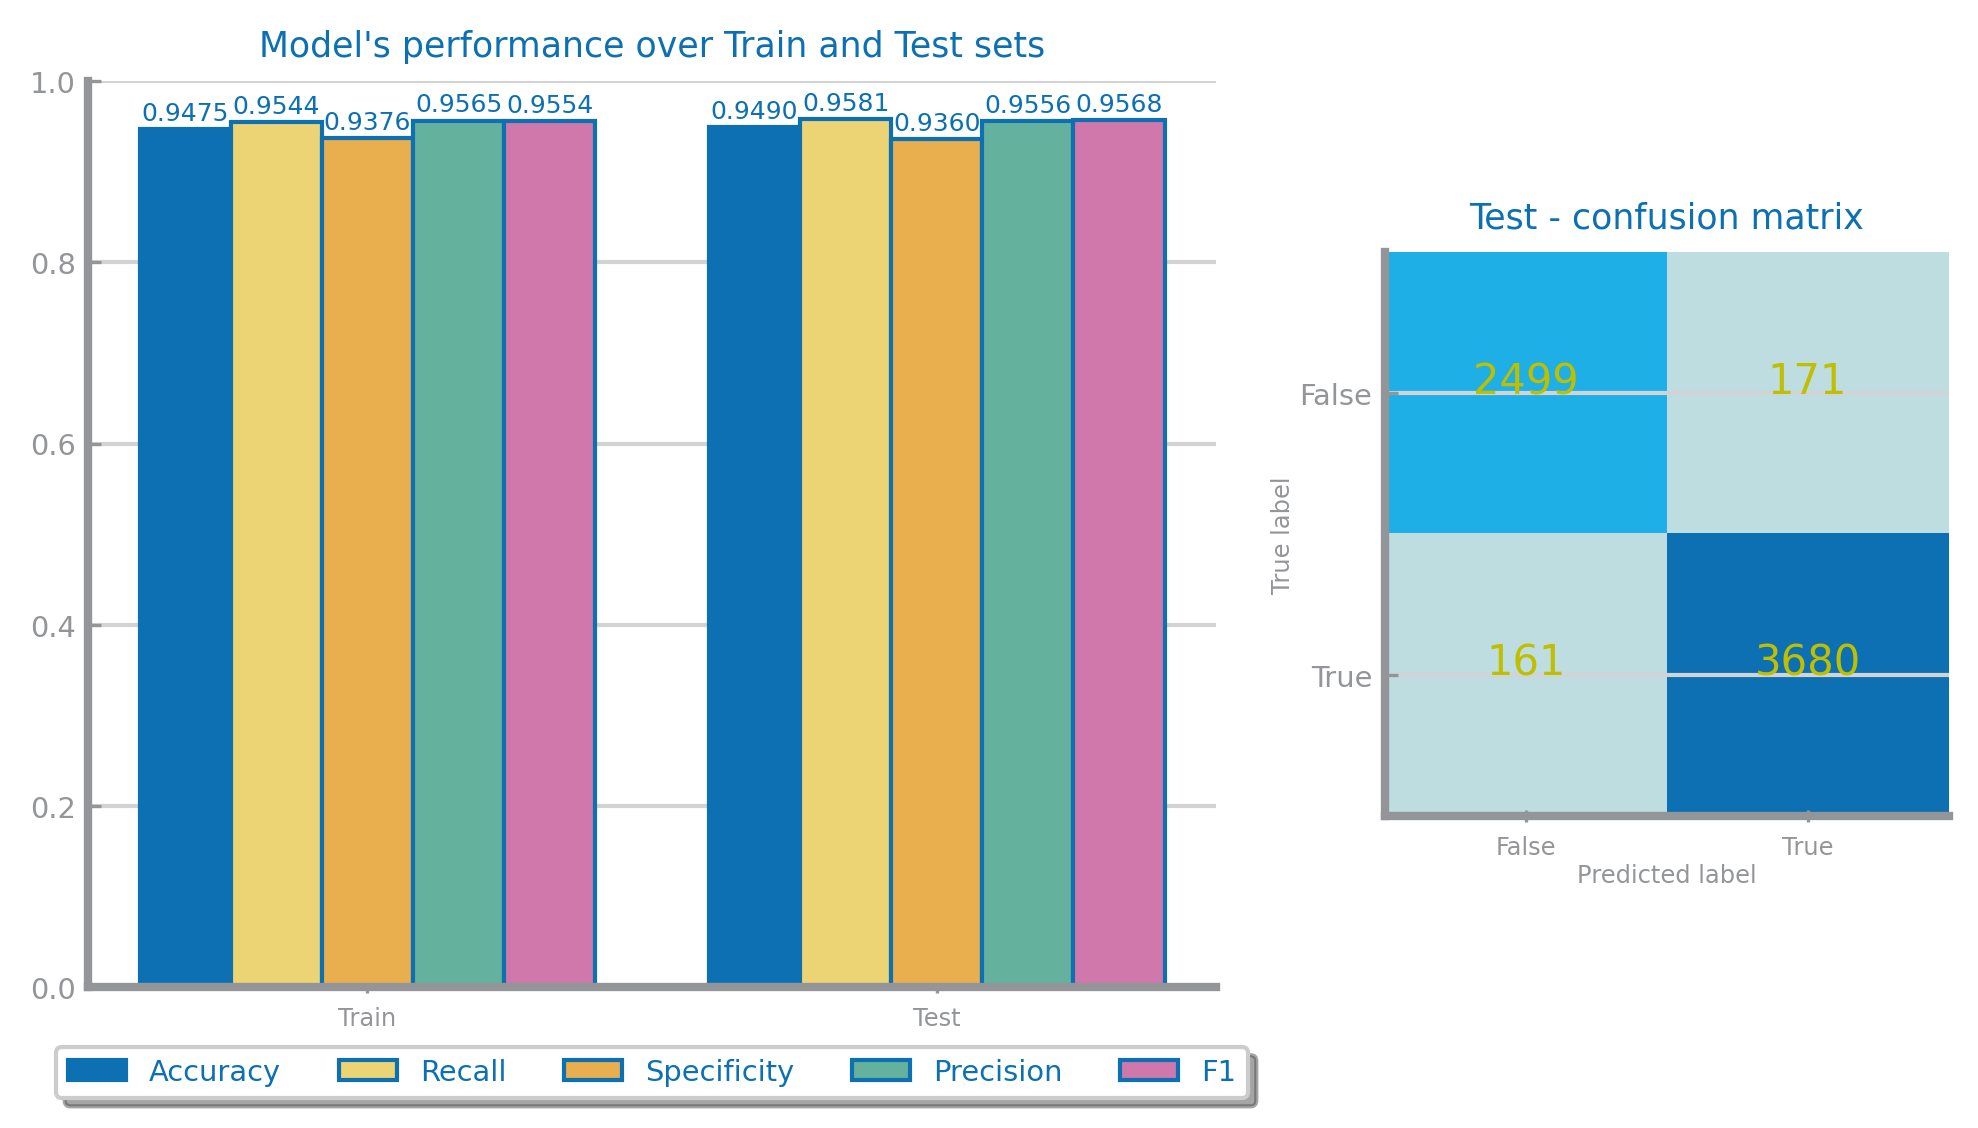 Model's performance over Train and Test sets
1.0
0.8
0.6
0.4
0.2
0.0
0.9475 0.9544 0.9376 0.9565 0.9554
0.9490 0.9581 0.9360 0.9556 0.9568
Train Test
Accuracy Recall Specificity Precision F1
Test - confusion matrix
True label
False 2499 171
True 161 3680
False True
Predicted label